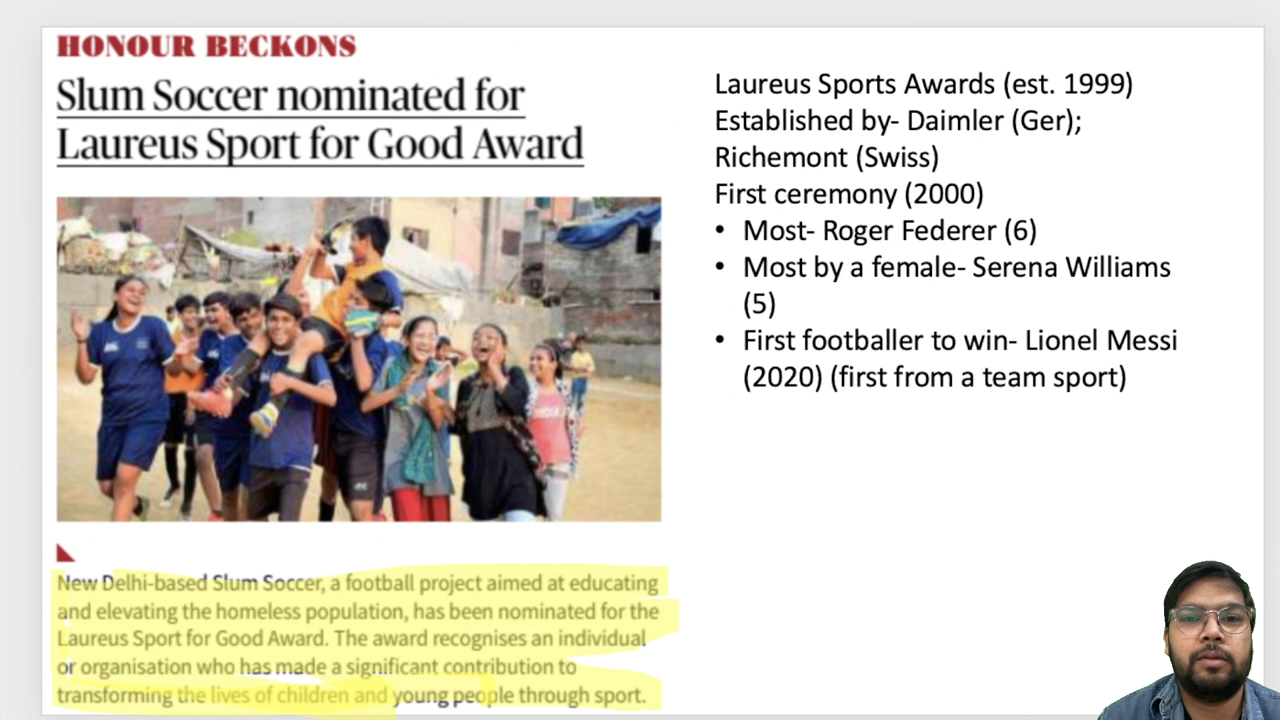 HONOUR BECKONS
Slum Soccer nominated for
Laureus Sport for Good Award
New Delhi-based Slum Soccer, a football project aimed at educating
and elevating the homeless population, has been nominated for the
Laureus Sport for Good Award. The award recognises an individual
or organisation who has made a significant contribution to
transforming the lives of children and young people through sport.
Laureus Sports Awards (est. 1999)
Established by- Daimler (Ger);
Richemont (Swiss)
First ceremony (2000)
• Most- Roger Federer (6)
• Most by a female- Serena Williams
(5)
• First footballer to win- Lionel Messi
(2020) (first from a team sport)